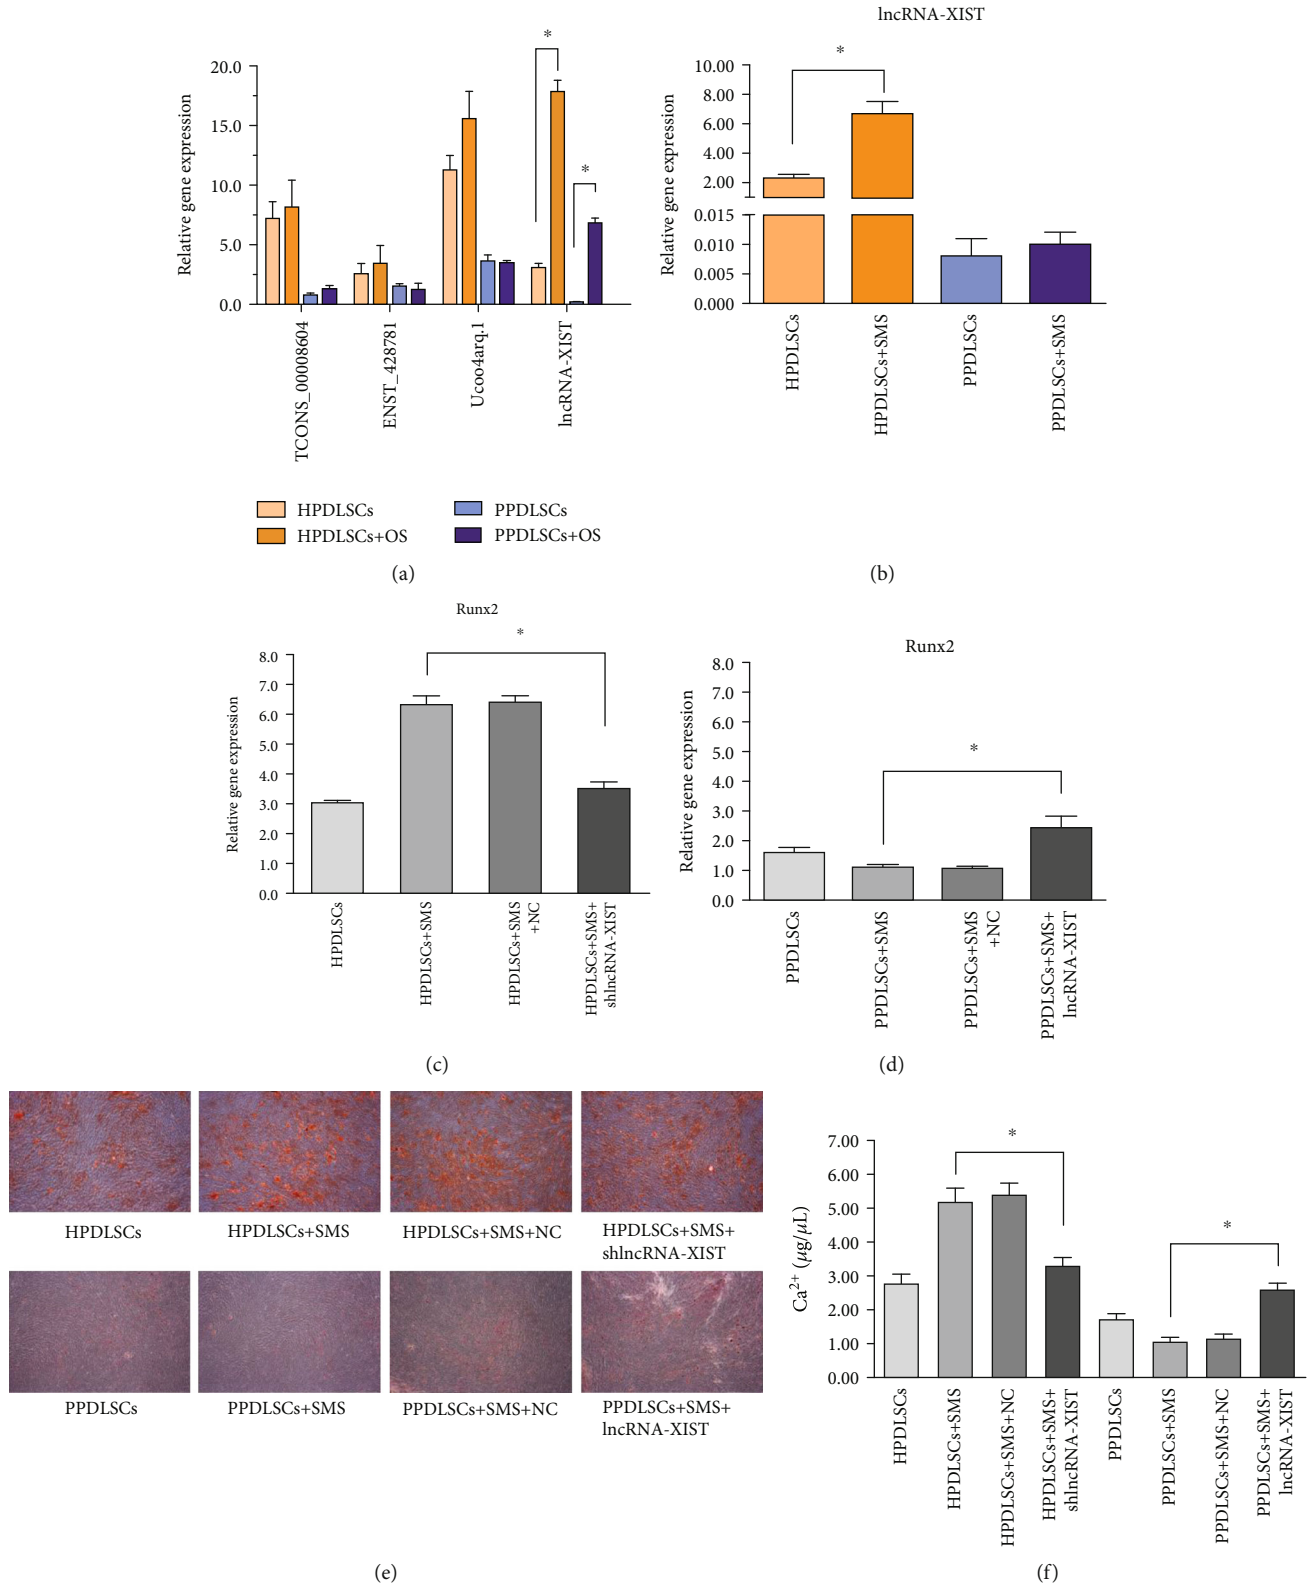 *
20.0
15.0
10.0
5.0
0.0
Relative gene expression
*
TCONS_00008604
ENST_428781
Ucoo4arq.1
lncRNA-XIST
HPDLSCs
HPDLSCs+OS
PPDLSCs
PPDLSCs+OS
(a)
lncRNA-XIST
*
10.00
8.00
6.00
4.00
2.00
0.015
0.010
0.005
0.000
Relative gene expression
HPDLSCs
HPDLSCs+SMS
PPDLSCs
PPDLSCs+SMS
(b)
Runx2
*
8.0
7.0
6.0
5.0
4.0
3.0
2.0
1.0
0.0
Relative gene expression
HPDLSCs
HPDLSCs+SMS
HPDLSCs+SMS
+NC
HPDLSCs+SMS+
shlncRNA-XIST
(c)
Runx2
8.0
7.0
6.0
5.0
4.0
3.0
2.0
1.0
0.0
Relative gene expression
*
PPDLSCs
PPDLSCs+SMS
PPDLSCs+SMS
+NC
PPDLSCs+SMS+
lncRNA-XIST
(d)
HPDLSCs
HPDLSCs+SMS
HPDLSCs+SMS+NC
HPDLSCs+SMS+
shlncRNA-XIST
PPDLSCs
PPDLSCs+SMS
PPDLSCs+SMS+NC
PPDLSCs+SMS+
lncRNA-XIST
(e)
7.00
6.00
5.00
4.00
3.00
2.00
1.00
0.00
Ca²⁺ (μg/μL)
*
*
HPDLSCs
HPDLSCs+SMS
HPDLSCs+SMS+NC
HPDLSCs+SMS+
shlncRNA-XIST
PPDLSCs
PPDLSCs+SMS
PPDLSCs+SMS+NC
PPDLSCs+SMS+
lncRNA-XIST
(f)